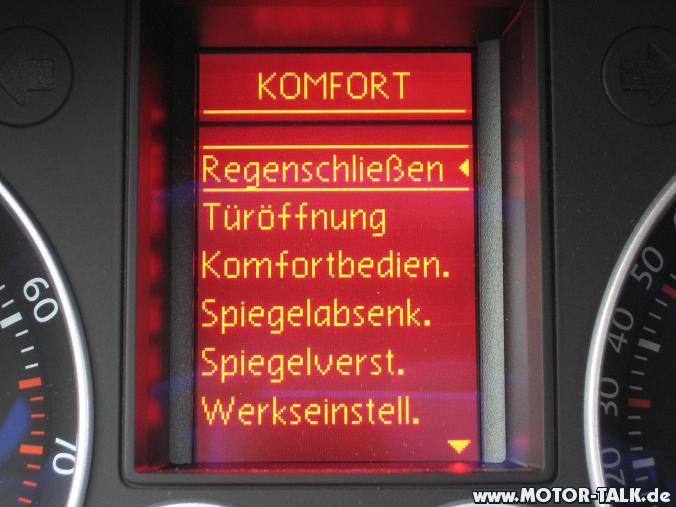 KOMFORT
Regenschließen
Türöffnung
Komfortbedien.
Spiegelabsenk.
Spiegelverst.
Werkseinstell.
60
70
50
40
30
20
www.MOTOR-TALK.de